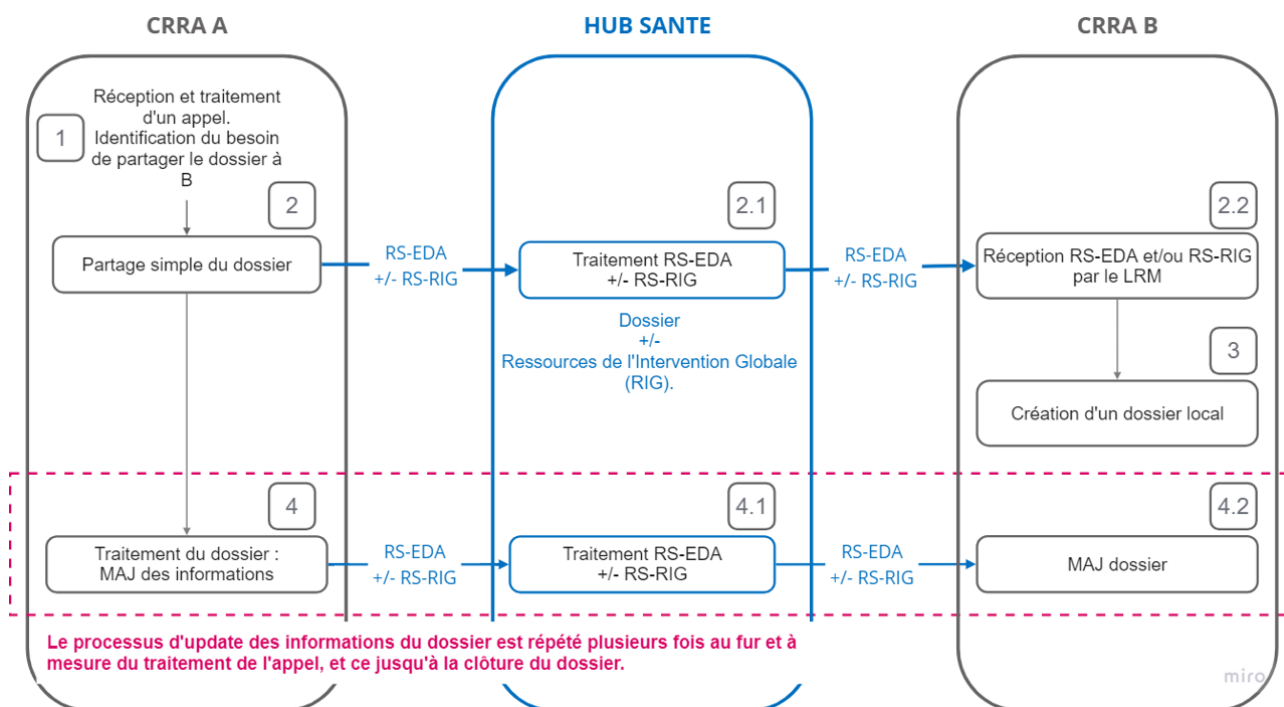 CRRA A
HUB SANTE
CRRA B
1
Réception et traitement
d'un appel.
Identification du besoin
de partager le dossier à
B
2
2.1
2.2
Partage simple du dossier
RS-EDA
+/- RS-RIG
Traitement RS-EDA
+/- RS-RIG
RS-EDA
+/- RS-RIG
Réception RS-EDA et/ou RS-RIG
par le LRM
Dossier
+/-
Ressources de l'Intervention Globale
(RIG).
3
Création d'un dossier local
4
4.1
4.2
Traitement du dossier :
MAJ des informations
RS-EDA
+/- RS-RIG
Traitement RS-EDA
+/- RS-RIG
RS-EDA
+/- RS-RIG
MAJ dossier
Le processus d'update des informations du dossier est répété plusieurs fois au fur et à
mesure du traitement de l'appel, et ce jusqu'à la clôture du dossier.
miro